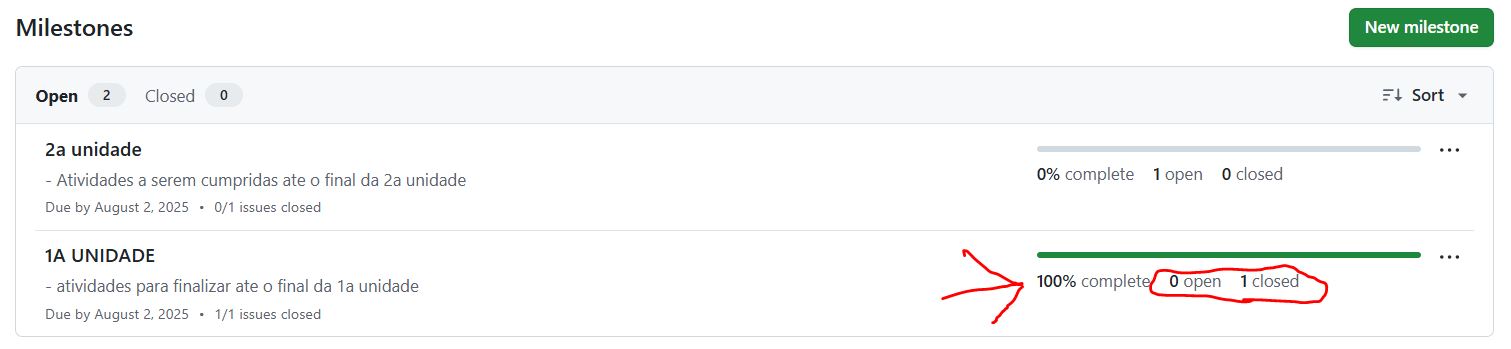 Milestones
New milestone
Open 2 Closed 0
Sort
2a unidade
- Atividades a serem cumpridas ate o final da 2a unidade
Due by August 2, 2025 • 0/1 issues closed
0% complete 1 open 0 closed
1A UNIDADE
- atividades para finalizar ate o final da 1a unidade
Due by August 2, 2025 • 1/1 issues closed
100% complete 0 open 1 closed